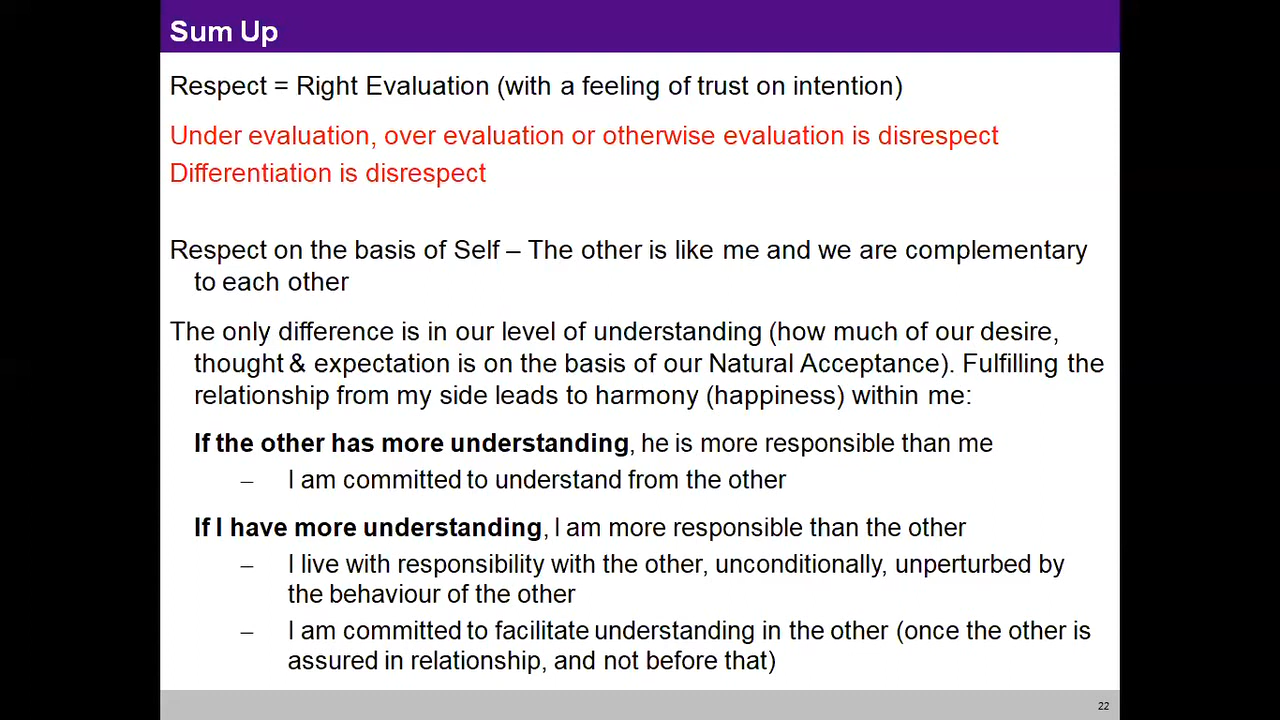 Sum Up
Respect = Right Evaluation (with a feeling of trust on intention)
Under evaluation, over evaluation or otherwise evaluation is disrespect
Differentiation is disrespect
Respect on the basis of Self – The other is like me and we are complementary
to each other
The only difference is in our level of understanding (how much of our desire,
thought & expectation is on the basis of our Natural Acceptance). Fulfilling the
relationship from my side leads to harmony (happiness) within me:
If the other has more understanding, he is more responsible than me
– I am committed to understand from the other
If I have more understanding, I am more responsible than the other
– I live with responsibility with the other, unconditionally, unperturbed by
the behaviour of the other
– I am committed to facilitate understanding in the other (once the other is
assured in relationship, and not before that)
22